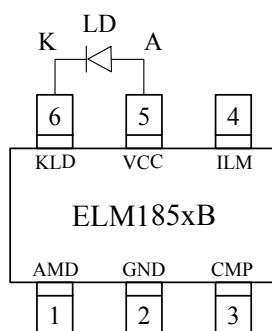 LD
K A
6 5 4
KLD VCC ILM
ELM185xB
AMD GND CMP
1 2 3